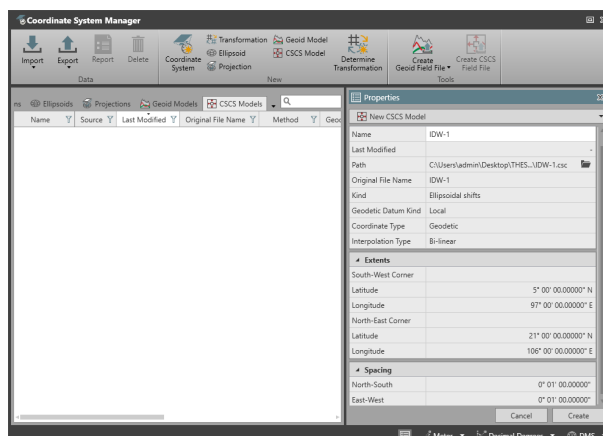 Coordinate System Manager
Import Export Report Delete
Data
Coordinate System
Transformation
Ellipsoid
Projection
Geoid Model
CSCS Model
Determine Transformation
New
Create Geoid Field File
Create CSCS Field File
Tools
ns Ellipsoids Projections Geoid Models CSCS Models
Name Source Last Modified Original File Name Method Geoc
Properties
New CSCS Model
Name IDW-1
Last Modified -
Path C:\Users\admin\Desktop\THES...\IDW-1.csc
Original File Name IDW-1
Kind Ellipsoidal shifts
Geodetic Datum Kind Local
Coordinate Type Geodetic
Interpolation Type Bi-linear
Extents
South-West Corner
Latitude 5° 00' 00.00000" N
Longitude 97° 00' 00.00000" E
North-East Corner
Latitude 21° 00' 00.00000" N
Longitude 106° 00' 00.00000" E
Spacing
North-South 0° 01' 00.00000"
East-West 0° 01' 00.00000"
Cancel Create
Metre Decimal Degrees DMS